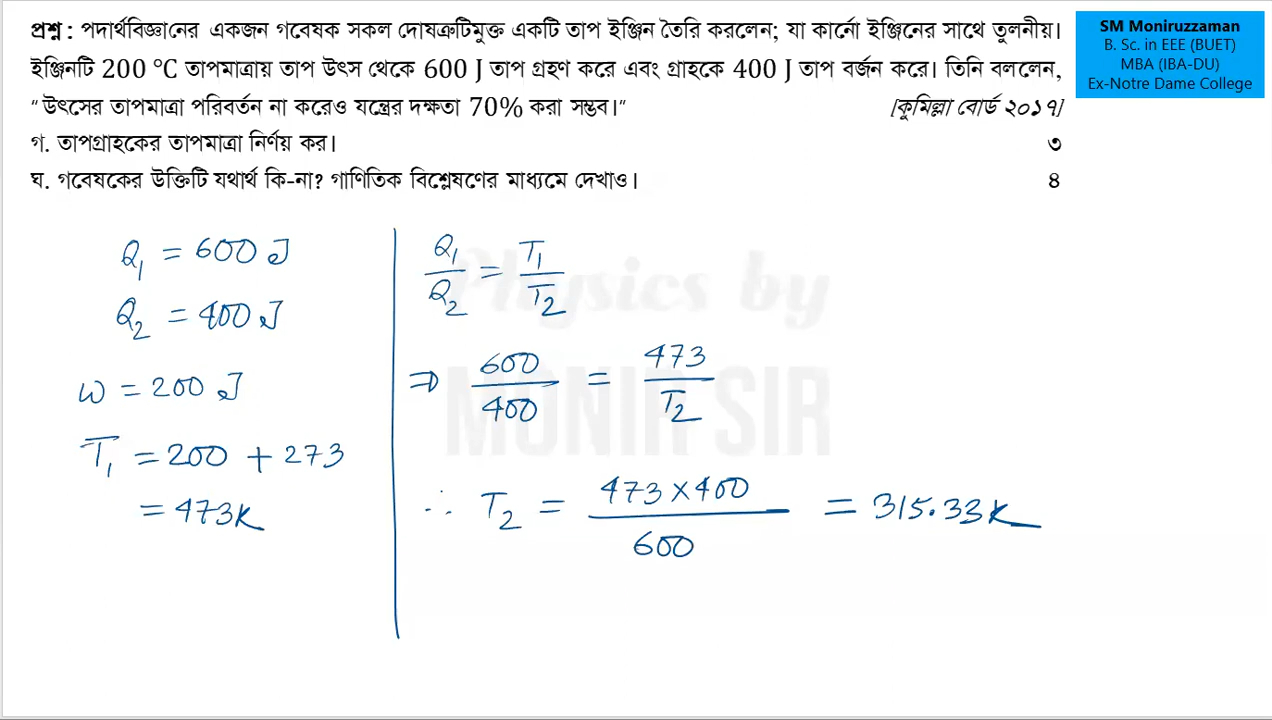 প্রশ্ন : পদার্থবিজ্ঞানের একজন গবেষক সকল দোষত্রুটিমুক্ত একটি তাপ ইঞ্জিন তৈরি করলেন; যা কার্নো ইঞ্জিনের সাথে তুলনীয়।
ইঞ্জিনটি 200 °C তাপমাত্রায় তাপ উৎস থেকে 600 J তাপ গ্রহণ করে এবং গ্রাহকে 400 J তাপ বর্জন করে। তিনি বললেন,
“উৎসের তাপমাত্রা পরিবর্তন না করেও যন্ত্রের দক্ষতা 70% করা সম্ভব।” [কুমিল্লা বোর্ড ২০১৭]
গ. তাপগ্রাহকের তাপমাত্রা নির্ণয় কর। ৩
ঘ. গবেষকের উক্তিটি যথার্থ কি-না? গাণিতিক বিশ্লেষণের মাধ্যমে দেখাও। ৪
SM Moniruzzaman
B. Sc. in EEE (BUET)
MBA (IBA-DU)
Ex-Notre Dame College
Q₁ = 600 J
Q₂ = 400 J
W = 200 J
T₁ = 200 + 273
= 473K
Q₁/Q₂ = T₁/T₂
⇒ 600/400 = 473/T₂
∴ T₂ = 473×400/600 = 315.33K
Physics by
MONIR SIR